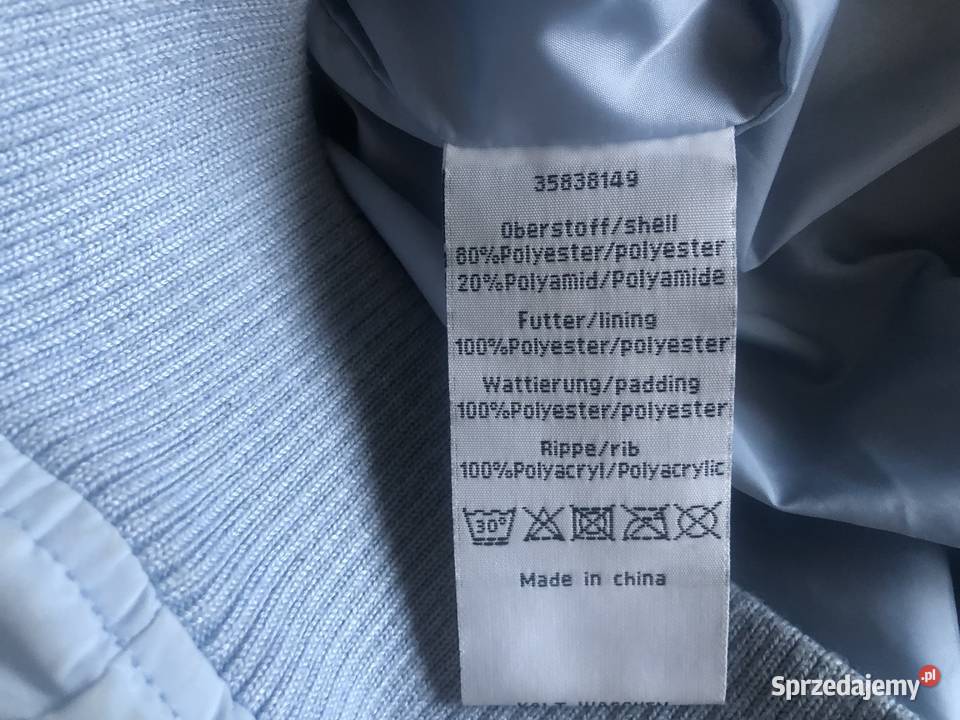 35838149
Oberstoff/shell
80%Polyester/polyester
20%Polyamid/Polyamide
Futter/lining
100%Polyester/polyester
Wattierung/padding
100%Polyester/polyester
Rippe/rib
100%Polyacryl/Polyacrylic
30°
Made in china
Sprzedajemy.pl